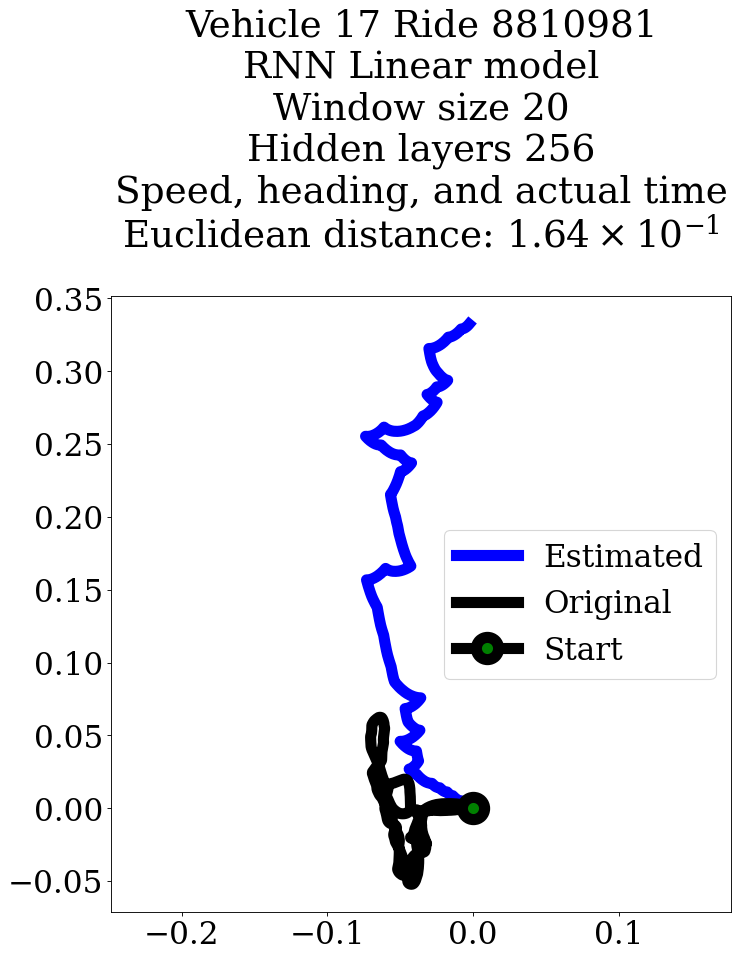 Vehicle 17 Ride 8810981
RNN Linear model
Window size 20
Hidden layers 256
Speed, heading, and actual time
Euclidean distance: 1.64 × 10⁻¹
0.35
0.30
0.25
0.20
0.15
0.10
0.05
0.00
−0.05
Estimated
Original
Start
−0.2
−0.1
0.0
0.1